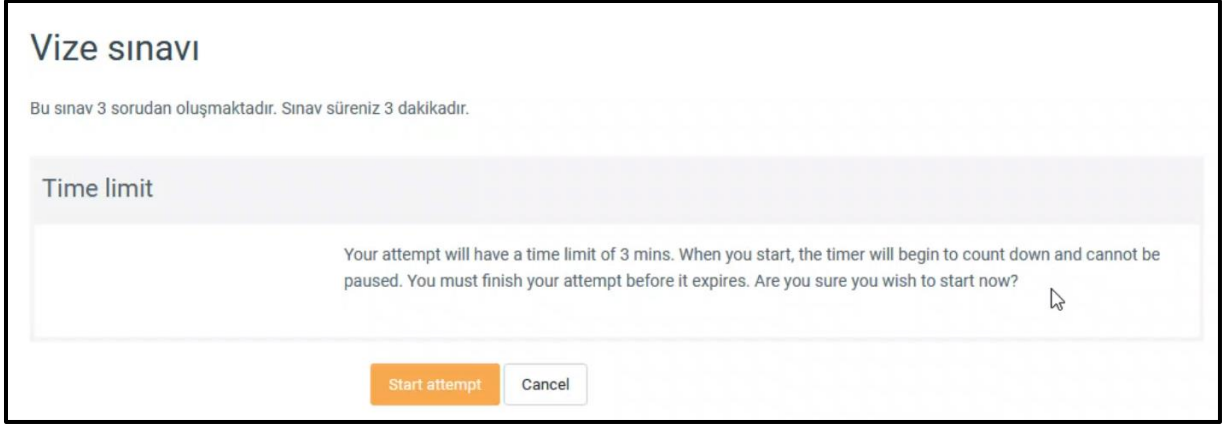 Vize sınavı
Bu sınav 3 sorudan oluşmaktadır. Sınav süreniz 3 dakikadır.
Time limit
Your attempt will have a time limit of 3 mins. When you start, the timer will begin to count down and cannot be
paused. You must finish your attempt before it expires. Are you sure you wish to start now?
Start attempt Cancel